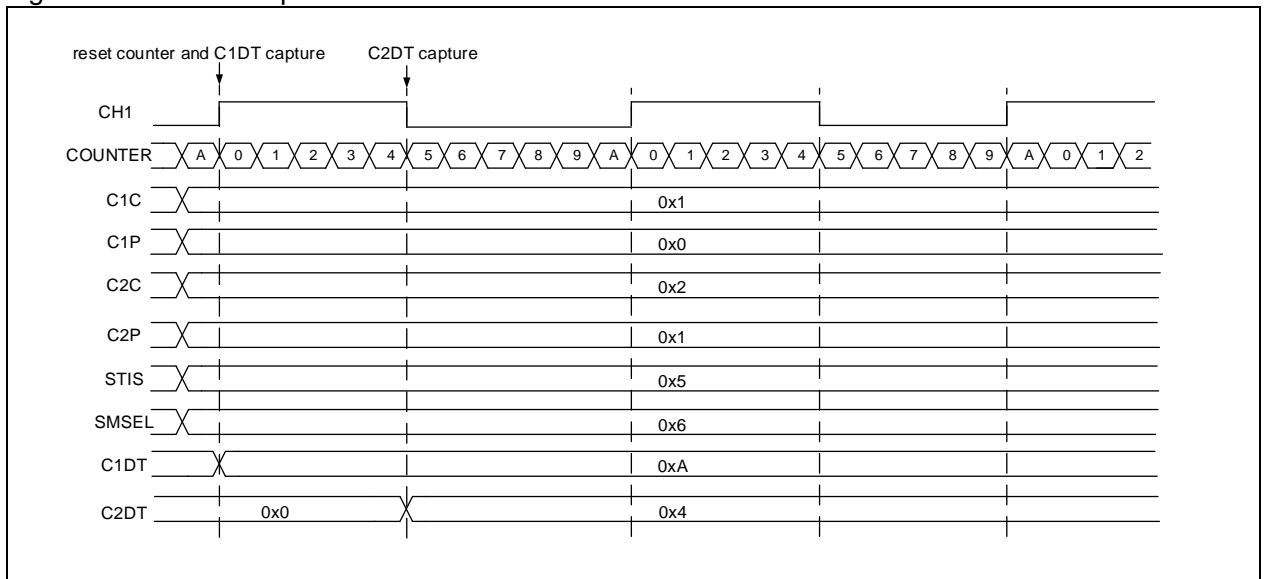 reset counter and C1DT capture C2DT capture
CH1
COUNTER A 0 1 2 3 4 5 6 7 8 9 A 0 1 2 3 4 5 6 7 8 9 A 0 1 2
C1C 0x1
C1P 0x0
C2C 0x2
C2P 0x1
STIS 0x5
SMSEL 0x6
C1DT 0xA
C2DT 0x0 0x4